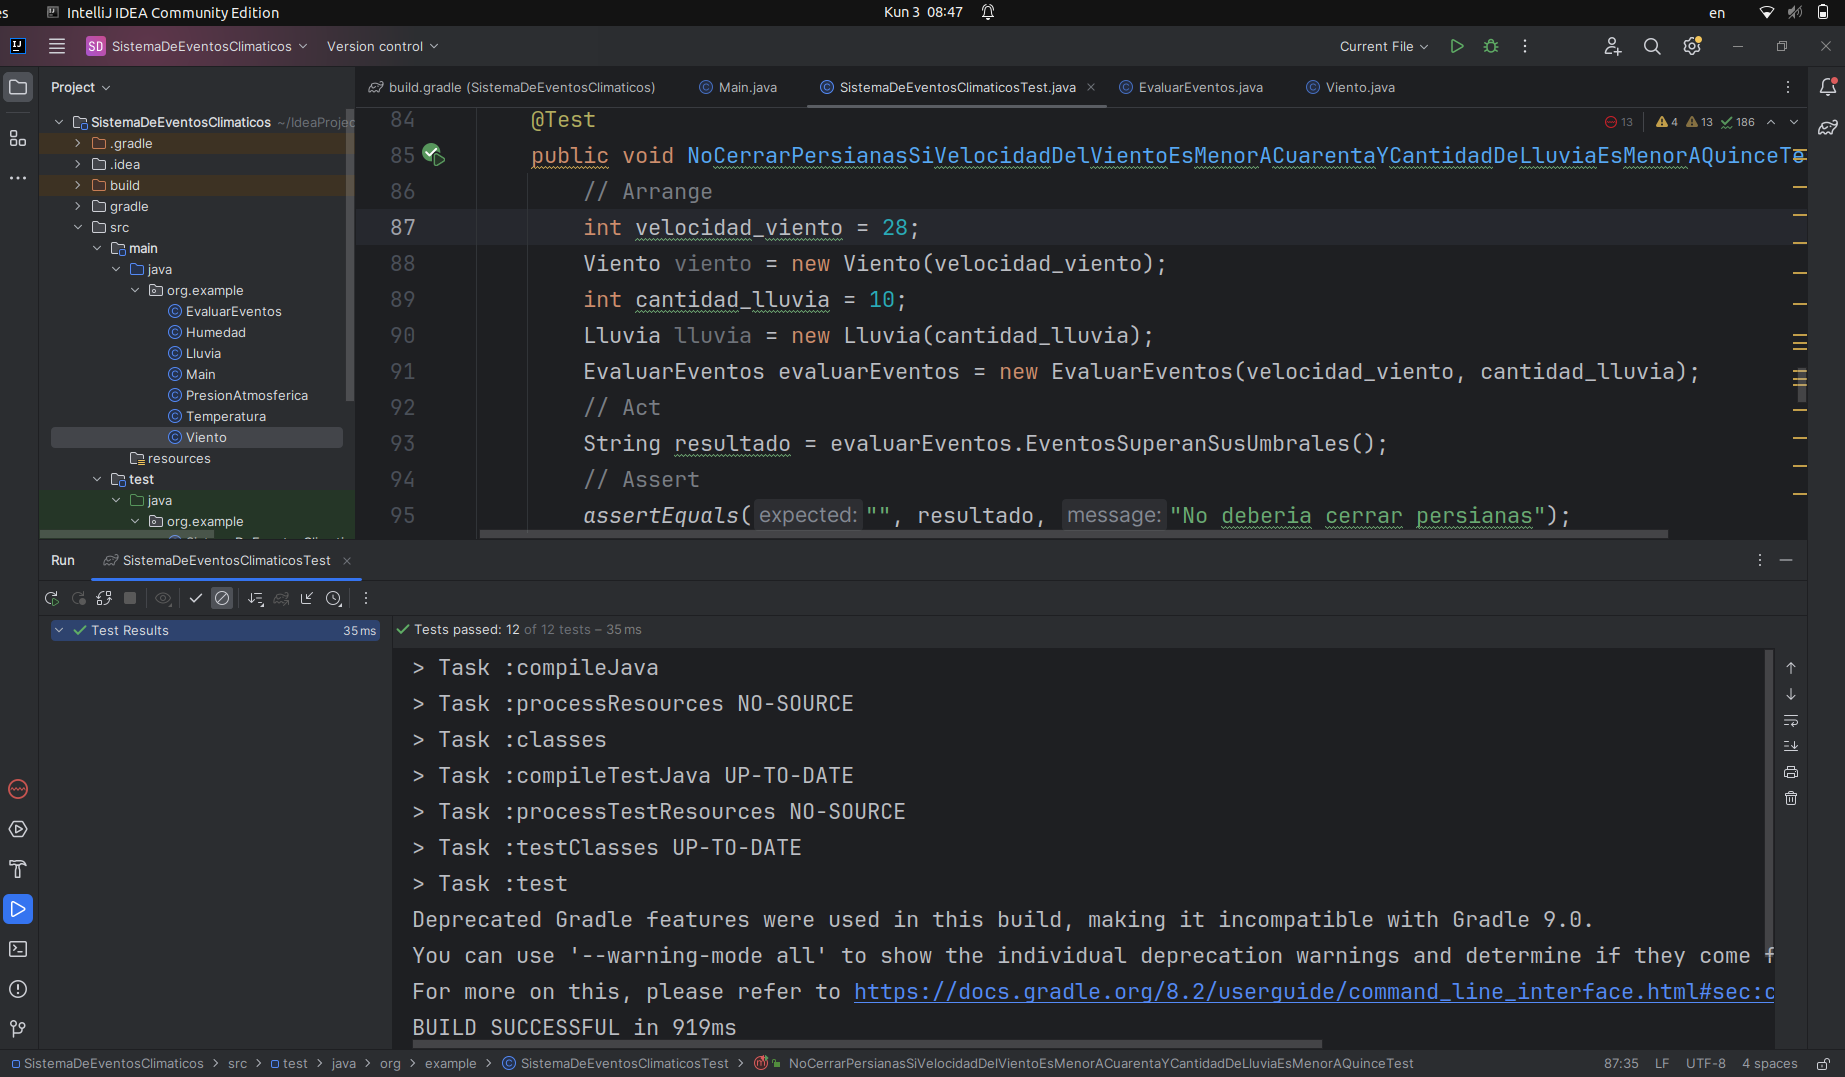 es
IntelliJ IDEA Community Edition
Kun 3 08:47
en
SD SistemaDeEventosClimaticos
Version control
Current File
Project
build.gradle (SistemaDeEventosClimaticos)
Main.java
SistemaDeEventosClimaticosTest.java
EvaluarEventos.java
Viento.java
SistemaDeEventosClimaticos ~/IdeaProjec
.gradle
.idea
build
gradle
src
main
java
org.example
EvaluarEventos
Humedad
Lluvia
Main
PresionAtmosferica
Temperatura
Viento
resources
test
java
org.example
13 4 13 186
84 @Test
85 public void NoCerrarPersianasSiVelocidadDelVientoEsMenorACuarentaYCantidadDeLluviaEsMenorAQuinceTe
86 // Arrange
87 int velocidad_viento = 28;
88 Viento viento = new Viento(velocidad_viento);
89 int cantidad_lluvia = 10;
90 Lluvia lluvia = new Lluvia(cantidad_lluvia);
91 EvaluarEventos evaluarEventos = new EvaluarEventos(velocidad_viento, cantidad_lluvia);
92 // Act
93 String resultado = evaluarEventos.EventosSuperanSusUmbrales();
94 // Assert
95 assertEquals( expected: "", resultado, message: "No deberia cerrar persianas");
Run
SistemaDeEventosClimaticosTest
Test Results 35 ms
Tests passed: 12 of 12 tests – 35 ms
> Task :compileJava
> Task :processResources NO-SOURCE
> Task :classes
> Task :compileTestJava UP-TO-DATE
> Task :processTestResources NO-SOURCE
> Task :testClasses UP-TO-DATE
> Task :test
Deprecated Gradle features were used in this build, making it incompatible with Gradle 9.0.
You can use '--warning-mode all' to show the individual deprecation warnings and determine if they come f
For more on this, please refer to https://docs.gradle.org/8.2/userguide/command_line_interface.html#sec:c
BUILD SUCCESSFUL in 919ms
SistemaDeEventosClimaticos > src > test > java > org > example > SistemaDeEventosClimaticosTest > NoCerrarPersianasSiVelocidadDelVientoEsMenorACuarentaYCantidadDeLluviaEsMenorAQuinceTest
87:35 LF UTF-8 4 spaces